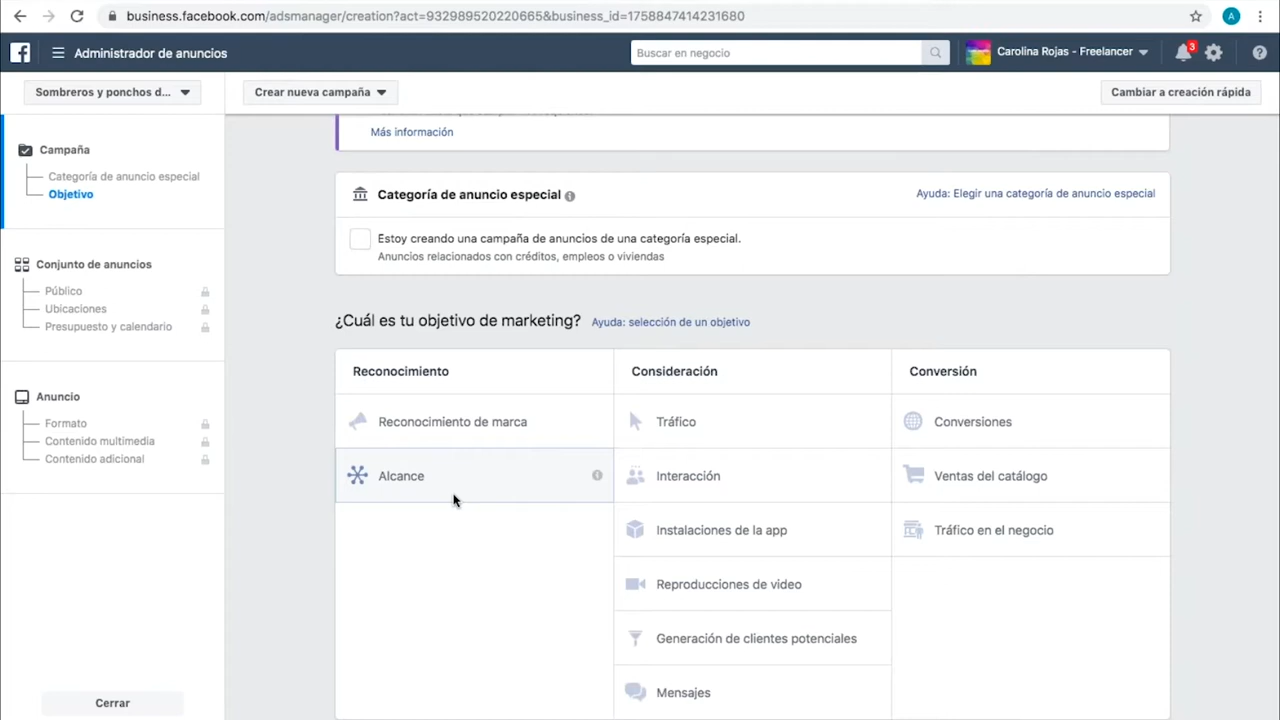 business.facebook.com/adsmanager/creation?act=932989520220665&business_id=1758847414231680
A
Administrador de anuncios
Buscar en negocio
Carolina Rojas - Freelancer
3
Sombreros y ponchos d...
Crear nueva campaña
Cambiar a creación rápida
Campaña
Categoría de anuncio especial
Objetivo
Conjunto de anuncios
Público
Ubicaciones
Presupuesto y calendario
Anuncio
Formato
Contenido multimedia
Contenido adicional
Cerrar
Más información
Categoría de anuncio especial
Ayuda: Elegir una categoría de anuncio especial
Estoy creando una campaña de anuncios de una categoría especial.
Anuncios relacionados con créditos, empleos o viviendas
¿Cuál es tu objetivo de marketing?
Ayuda: selección de un objetivo
Reconocimiento
Consideración
Conversión
Reconocimiento de marca
Tráfico
Conversiones
Alcance
Interacción
Ventas del catálogo
Instalaciones de la app
Tráfico en el negocio
Reproducciones de video
Generación de clientes potenciales
Mensajes